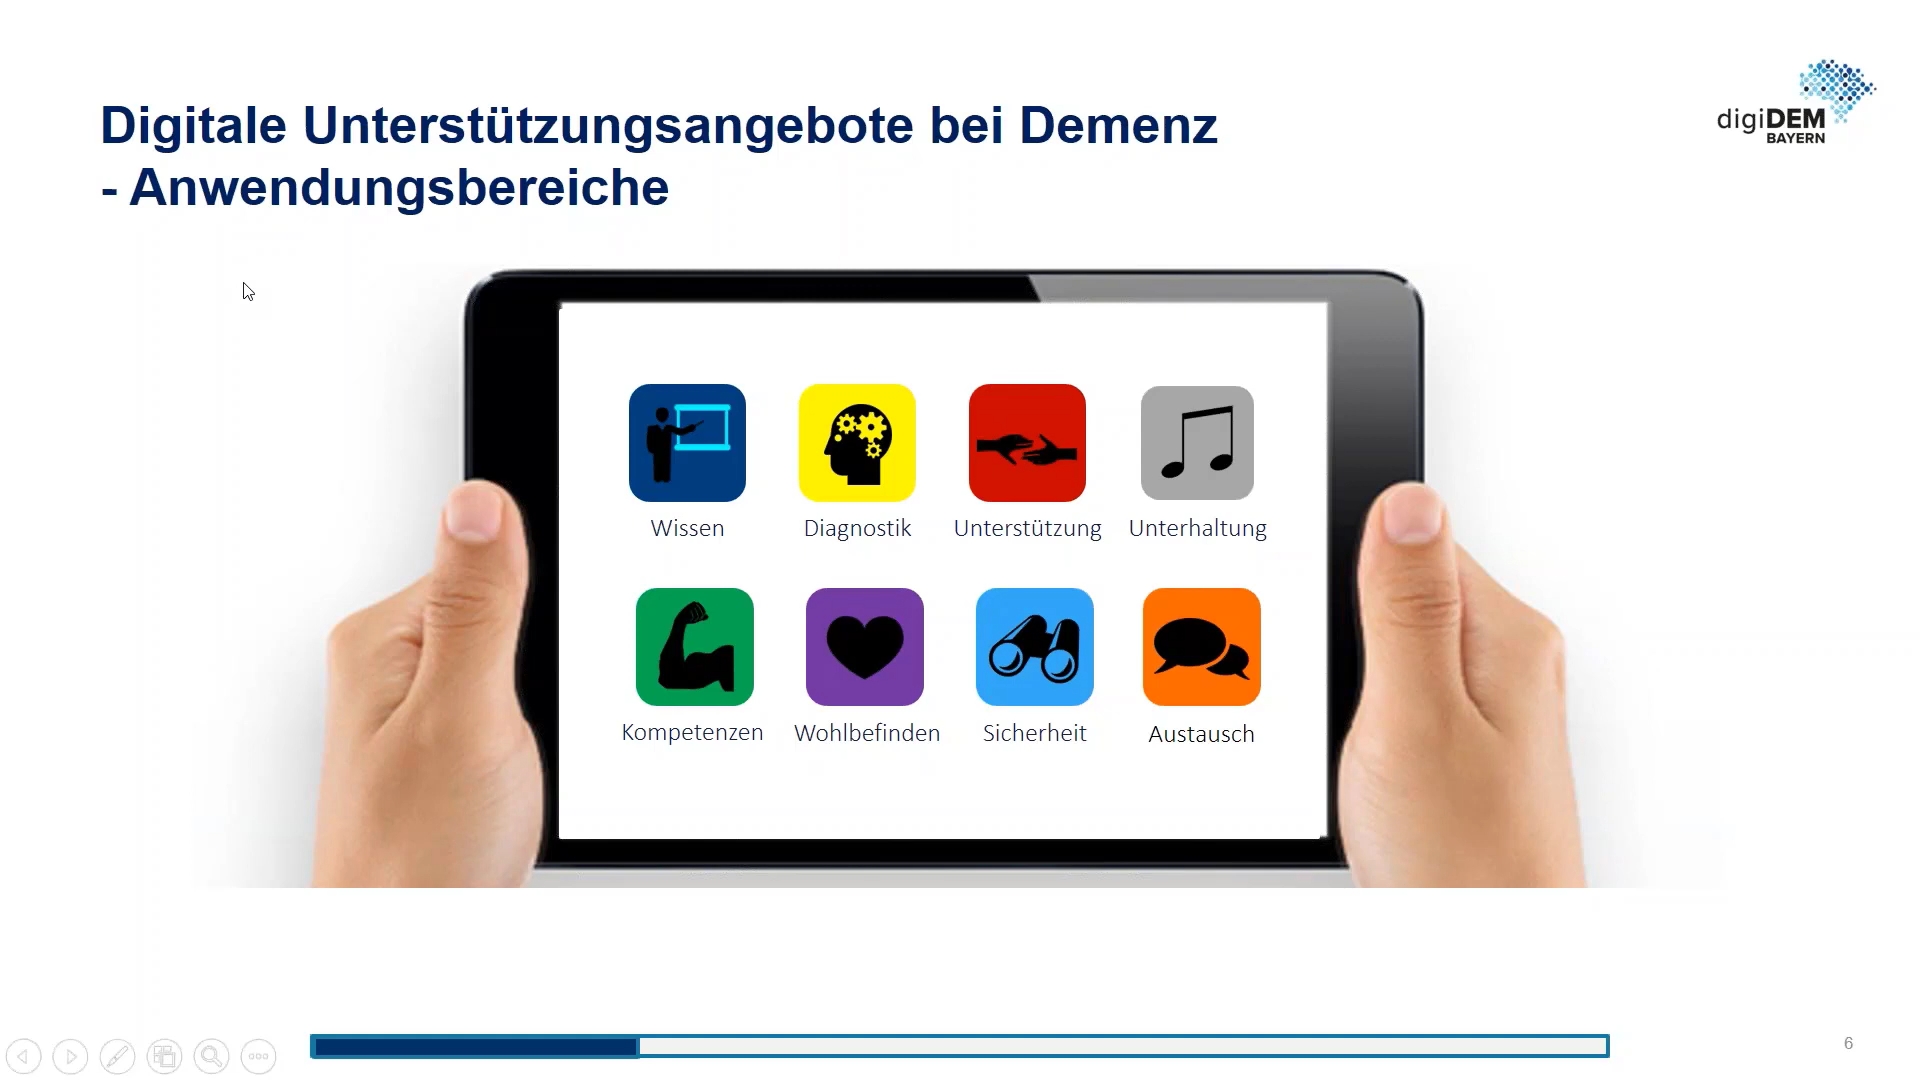 Digitale Unterstützungsangebote bei Demenz
- Anwendungsbereiche
digiDEM
BAYERN
Wissen
Diagnostik
Unterstützung
Unterhaltung
Kompetenzen
Wohlbefinden
Sicherheit
Austausch
6